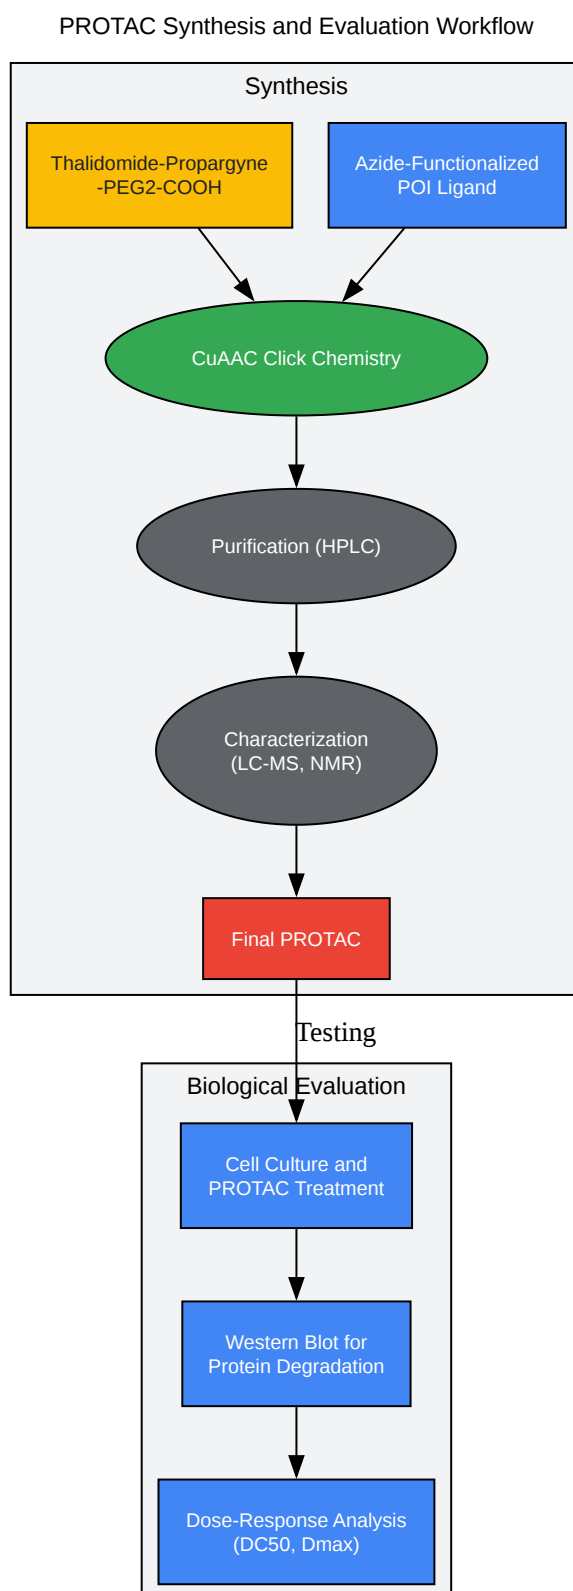 PROTAC Synthesis and Evaluation Workflow
Synthesis
Thalidomide-Propargyne
-PEG2-COOH
Azide-Functionalized
POI Ligand
CuAAC Click Chemistry
Purification (HPLC)
Characterization
(LC-MS, NMR)
Final PROTAC
Testing
Biological Evaluation
Cell Culture and
PROTAC Treatment
Western Blot for
Protein Degradation
Dose-Response Analysis
(DC50, Dmax)